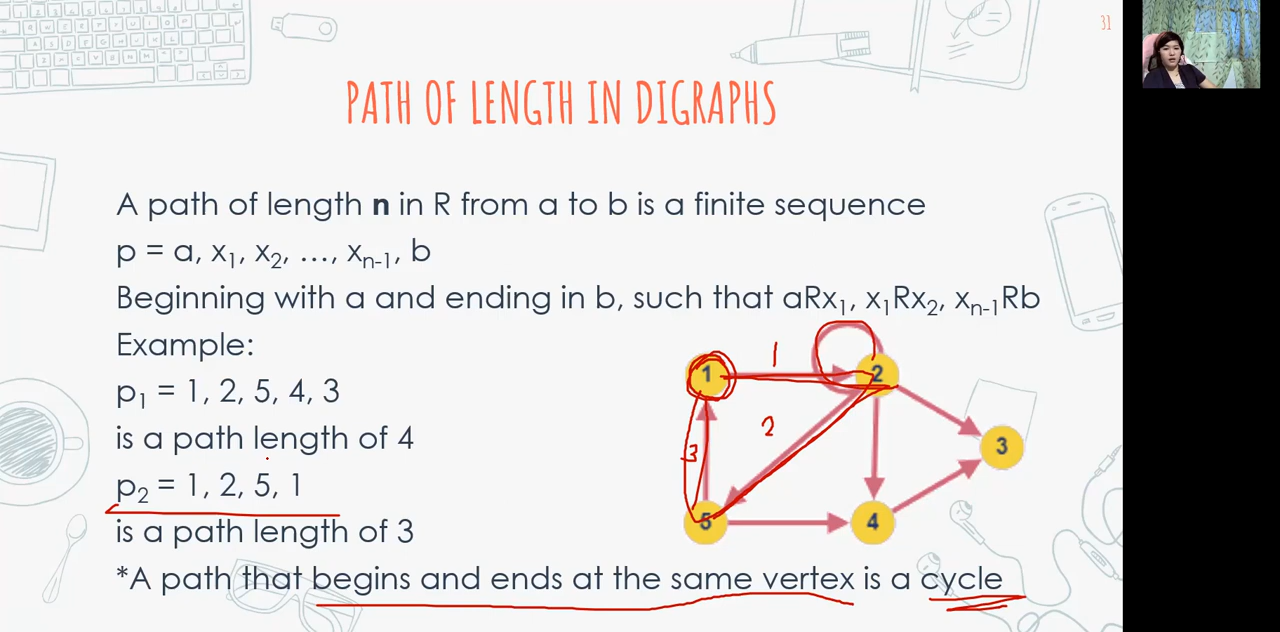 31
PATH OF LENGTH IN DIGRAPHS
A path of length n in R from a to b is a finite sequence
p = a, x₁, x₂, …, xₙ₋₁, b
Beginning with a and ending in b, such that aRx₁, x₁Rx₂, xₙ₋₁Rb
Example:
p₁ = 1, 2, 5, 4, 3
is a path length of 4
p₂ = 1, 2, 5, 1
is a path length of 3
*A path that begins and ends at the same vertex is a cycle
1
1
2
2
3
3
5
4